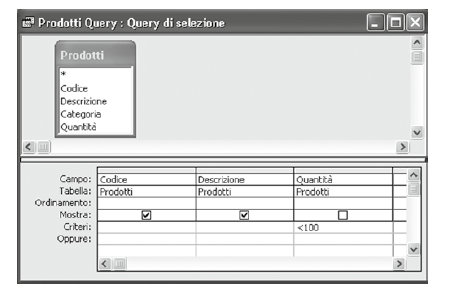 Prodotti Query : Query di selezione
Prodotti
*
Codice
Descrizione
Categoria
Quantità
Campo: Codice Descrizione Quantità
Tabella: Prodotti Prodotti Prodotti
Ordinamento:
Mostra:
Criteri: <100
Oppure: